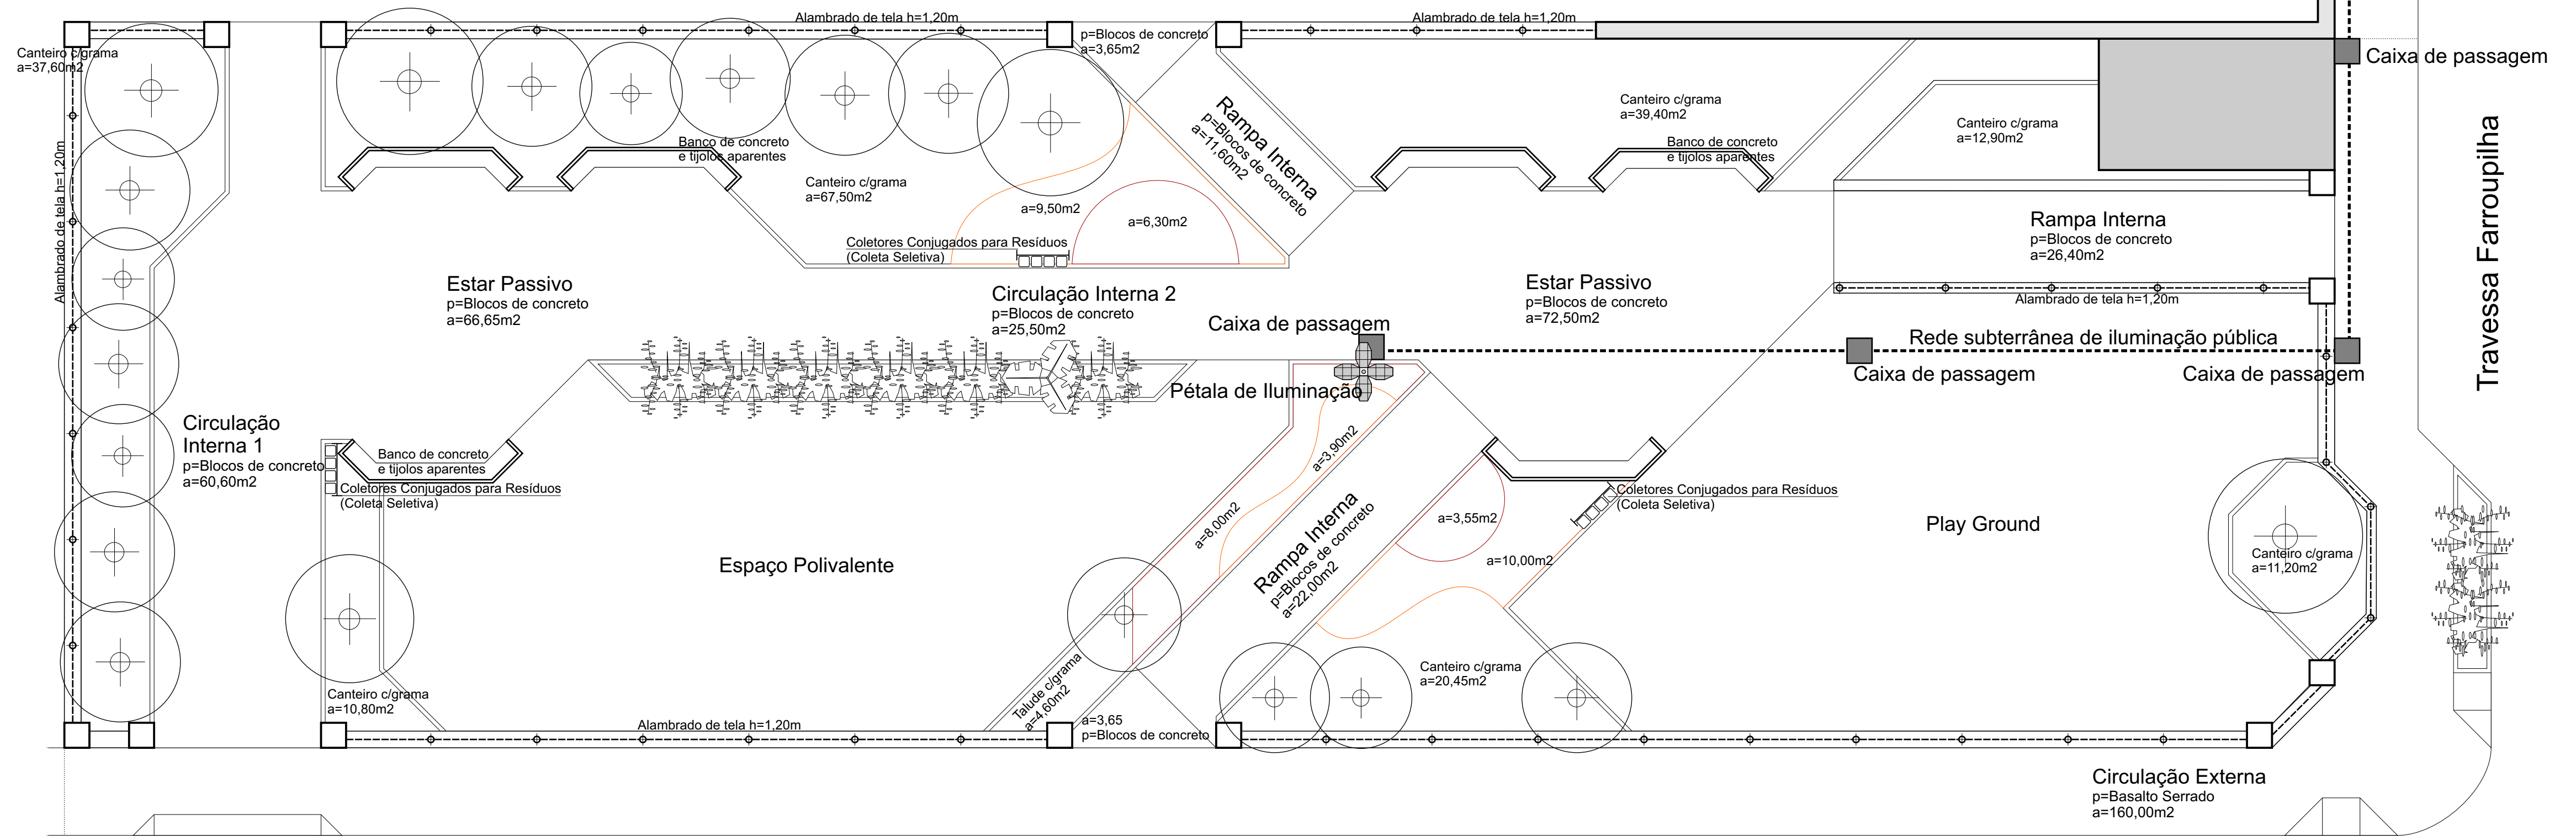 Alambrado de tela h=1,20m
Alambrado de tela h=1,20m
p=Blocos de concreto
a=3,65m2
Canteiro c/grama
a=37,60m2
Caixa de passagem
Canteiro c/grama
a=39,40m2
Canteiro c/grama
a=12,90m2
Rampa Interna
p=Blocos de concreto
a=11,60m2
Banco de concreto
e tijolos aparentes
Banco de concreto
e tijolos aparentes
Alambrado de tela h=1,20m
Canteiro c/grama
a=67,50m2
a=9,50m2
a=6,30m2
Travessa Farroupilha
Rampa Interna
p=Blocos de concreto
a=26,40m2
Coletores Conjugados para Resíduos
(Coleta Seletiva)
Estar Passivo
p=Blocos de concreto
a=66,65m2
Circulação Interna 2
p=Blocos de concreto
a=25,50m2
Estar Passivo
p=Blocos de concreto
a=72,50m2
Alambrado de tela h=1,20m
Caixa de passagem
Rede subterrânea de iluminação pública
Caixa de passagem
Caixa de passagem
Pétala de Iluminação
Circulação
Interna 1
p=Blocos de concreto
a=60,60m2
Banco de concreto
e tijolos aparentes
Coletores Conjugados para Resíduos
(Coleta Seletiva)
a=3,90m2
a=8,00m2
Rampa Interna
p=Blocos de concreto
a=22,00m2
a=3,55m2
Coletores Conjugados para Resíduos
(Coleta Seletiva)
a=10,00m2
Play Ground
Canteiro c/grama
a=11,20m2
Espaço Polivalente
Canteiro c/grama
a=10,80m2
Talude c/grama
a=4,60m2
Canteiro c/grama
a=20,45m2
Alambrado de tela h=1,20m
a=3,65
p=Blocos de concreto
Circulação Externa
p=Basalto Serrado
a=160,00m2